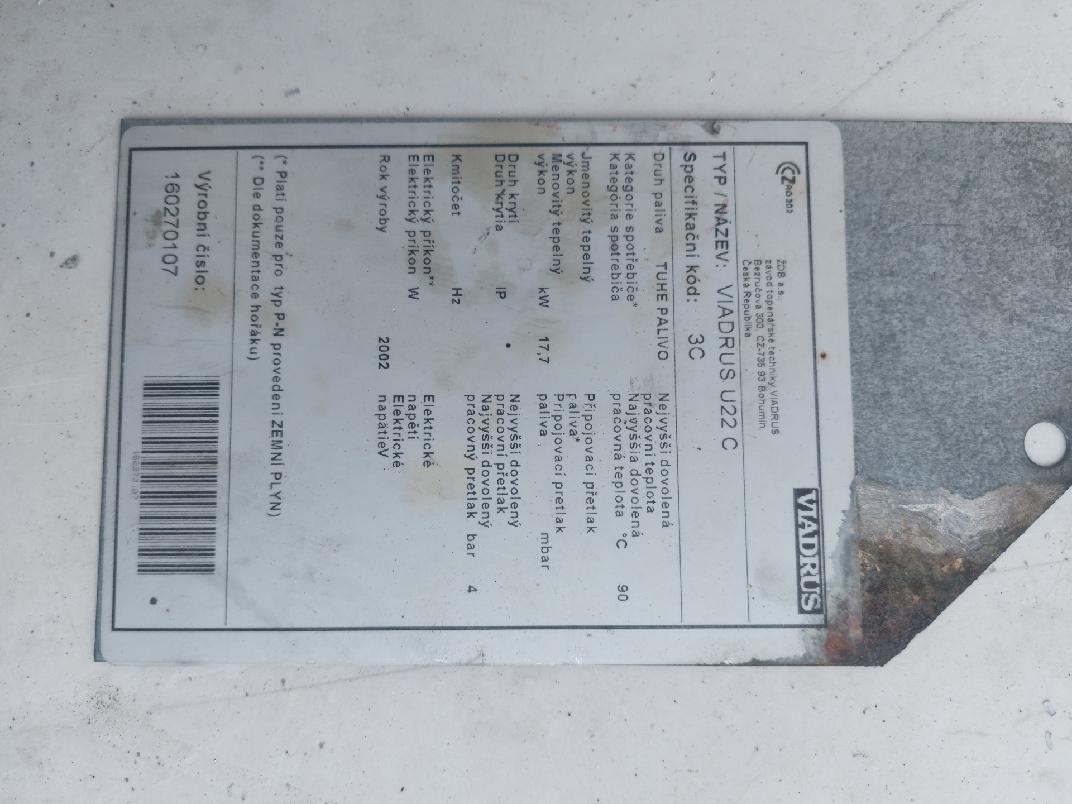 VIADRUS
ŽDB a.s.,
závod topenářské techniky VIADRUS
Bezručova 300, CZ-735 93 Bohumín,
Česká Republika
TYP / NÁZEV: VIADRUS U22 C
Specifikační kód: 3C
Druh paliva TUHE PALIVO
Kategorie spotřebiče*
Kategória spotrebiča
Nejvyšší dovolená
pracovní teplota
Najvyššia dovolená
pracovná teplota °C 90
Jmenovitý tepelný
výkon
Menovitý tepelný
výkon kW 17,7
Připojovací přetlak
paliva*
Pripojovací pretlak
paliva mbar
Druh krytí
Druh krytia IP
Nejvyšší dovolený
pracovní přetlak
Najvyšší dovolený
pracovný pretlak bar 4
Kmitočet Hz
Elektrický příkon**
Elektrický príkon W
Elektrické
napětí
Elektrické
napätieV
Rok výroby 2002
(* Platí pouze pro typ P-N provedení ZEMNÍ PLYN)
(** Dle dokumentace hořáku)
Výrobní číslo:
160270107